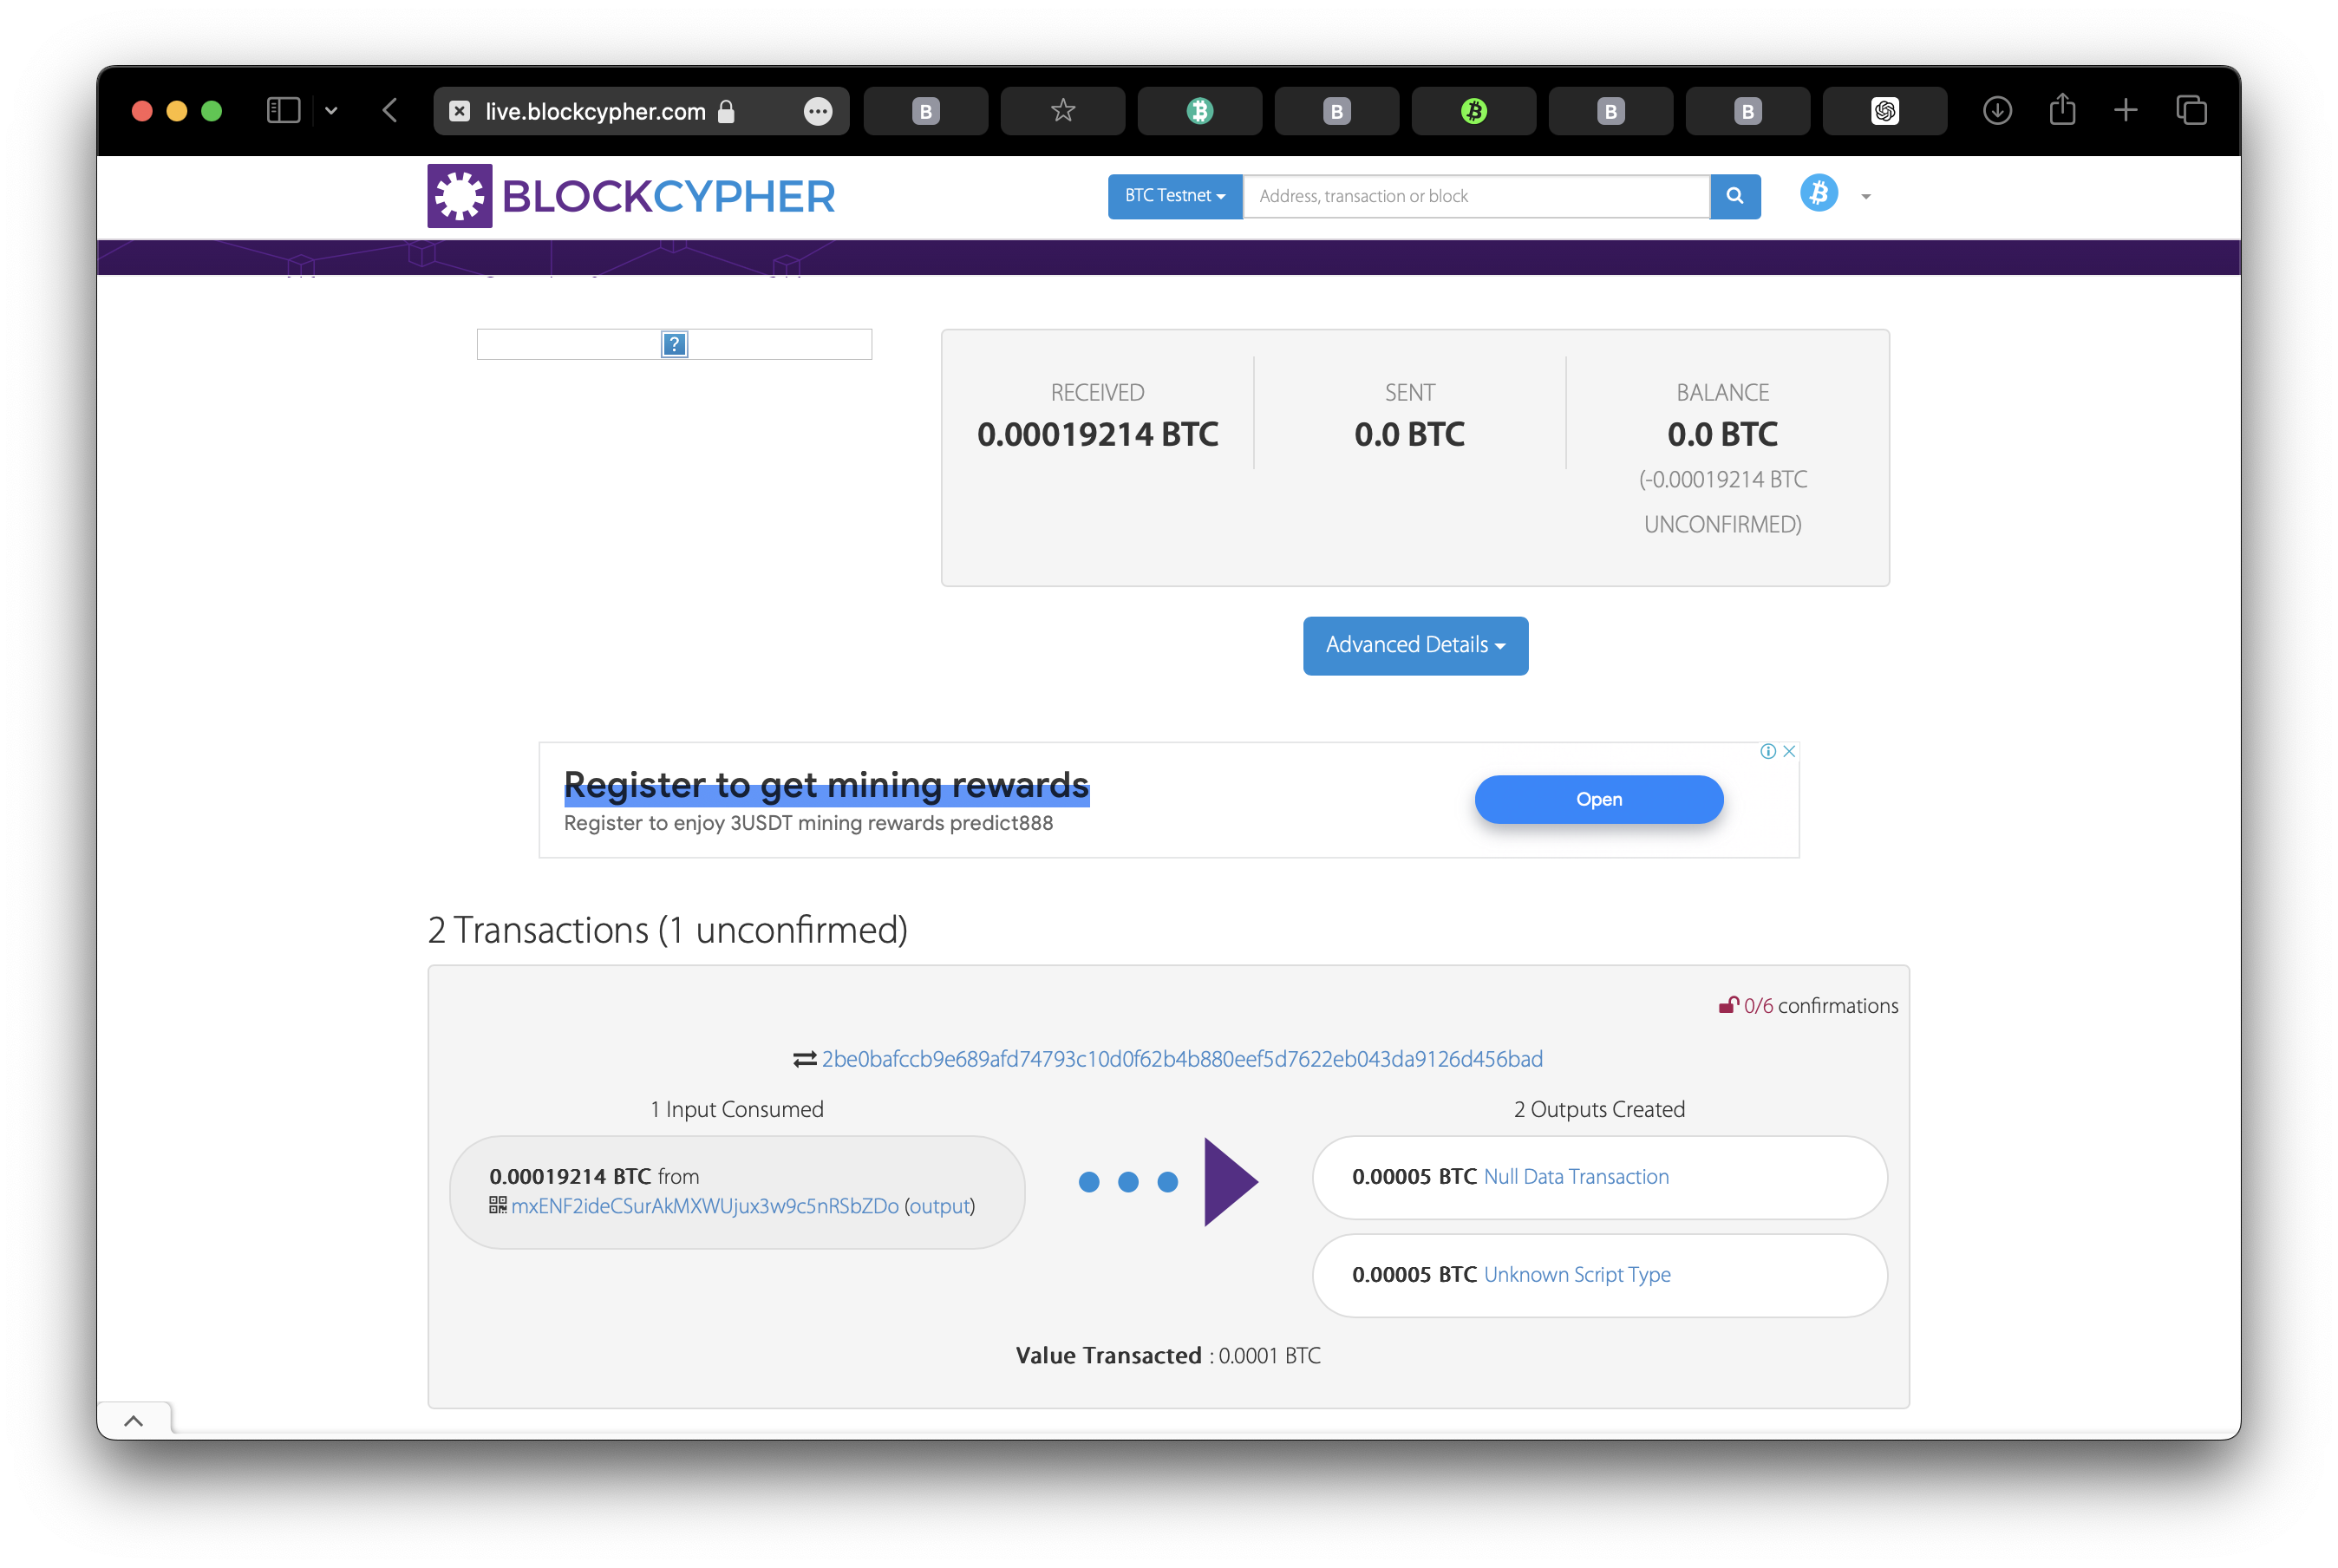 live.blockcypher.com
B
B
B
B
BLOCKCYPHER
BTC Testnet
Address, transaction or block
?
RECEIVED
0.00019214 BTC
SENT
0.0 BTC
BALANCE
0.0 BTC
(-0.00019214 BTC
UNCONFIRMED)
Advanced Details
Register to get mining rewards
Register to enjoy 3USDT mining rewards predict888
Open
2 Transactions (1 unconfirmed)
0/6 confirmations
2be0bafccb9e689afd74793c10d0f62b4b880eef5d7622eb043da9126d456bad
1 Input Consumed
2 Outputs Created
0.00019214 BTC from
mxENF2ideCSurAkMXWUjux3w9c5nRSbZDo (output)
0.00005 BTC Null Data Transaction
0.00005 BTC Unknown Script Type
Value Transacted : 0.0001 BTC